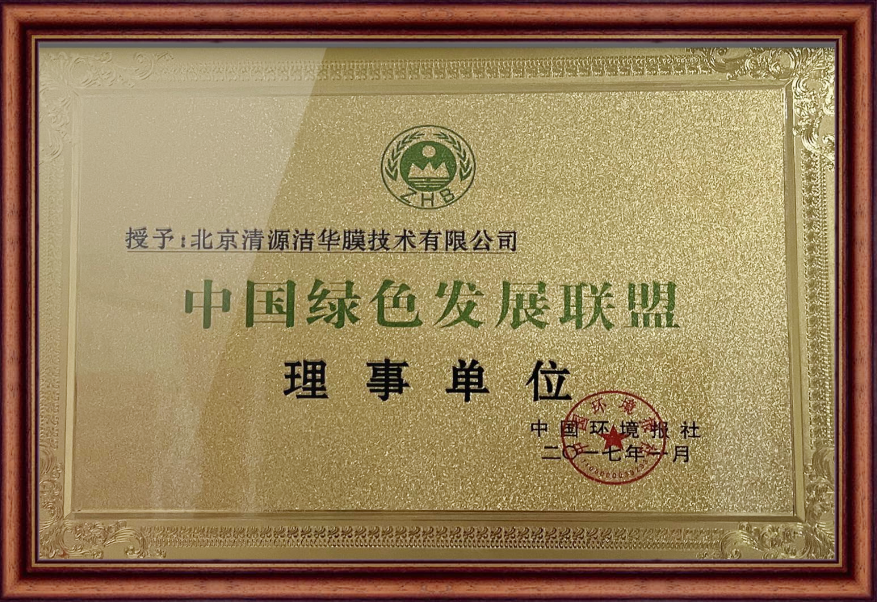 ZHB
授予:北京清源洁华膜技术有限公司
中国绿色发展联盟
理事单位
中国环境报社
二〇一七年一月